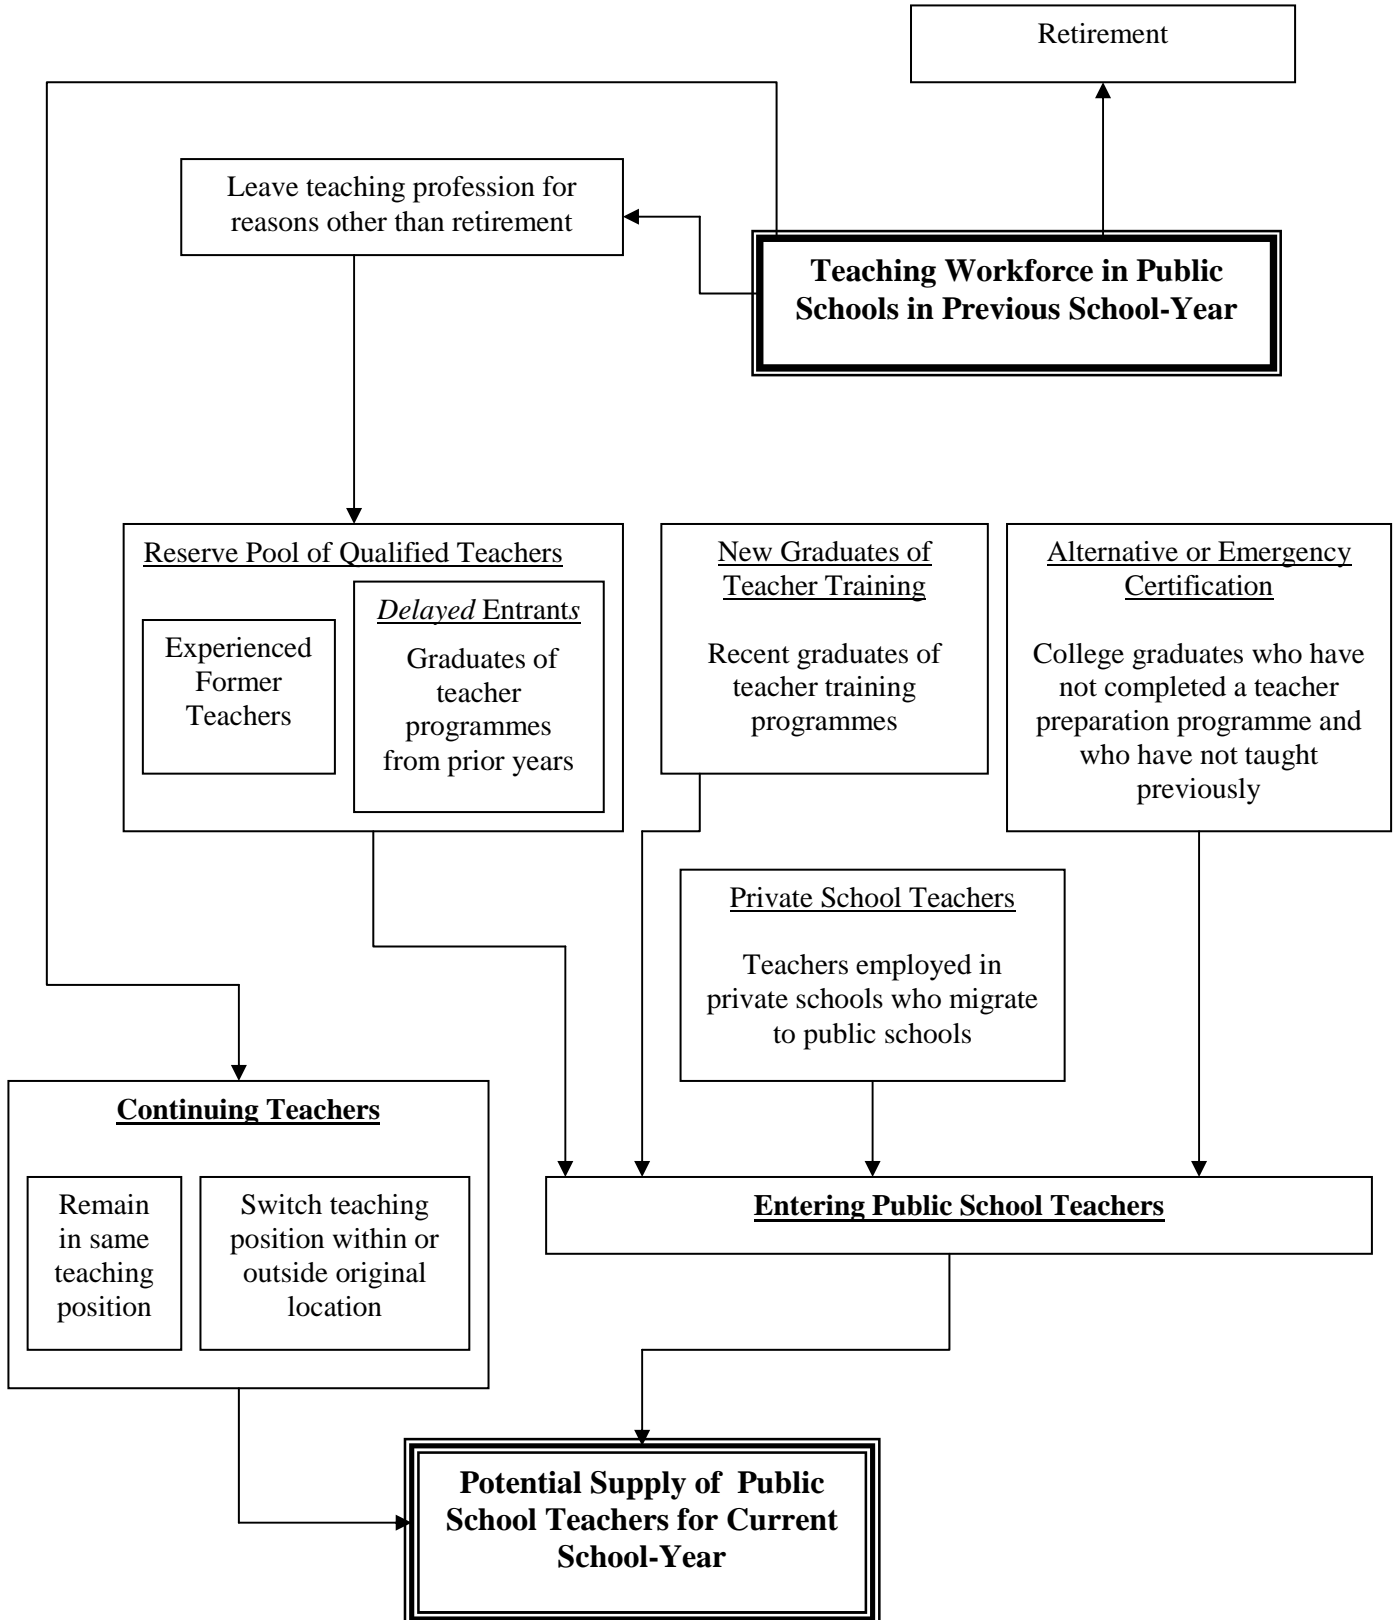 Retirement
Leave teaching profession for
reasons other than retirement
Teaching Workforce in Public
Schools in Previous School-Year
Reserve Pool of Qualified Teachers
Experienced
Former
Teachers
Delayed Entrants
Graduates of
teacher
programmes
from prior years
New Graduates of
Teacher Training
Recent graduates of
teacher training
programmes
Alternative or Emergency
Certification
College graduates who have
not completed a teacher
preparation programme and
who have not taught
previously
Private School Teachers
Teachers employed in
private schools who migrate
to public schools
Continuing Teachers
Remain
in same
teaching
position
Switch teaching
position within or
outside original
location
Entering Public School Teachers
Potential Supply of Public
School Teachers for Current
School-Year